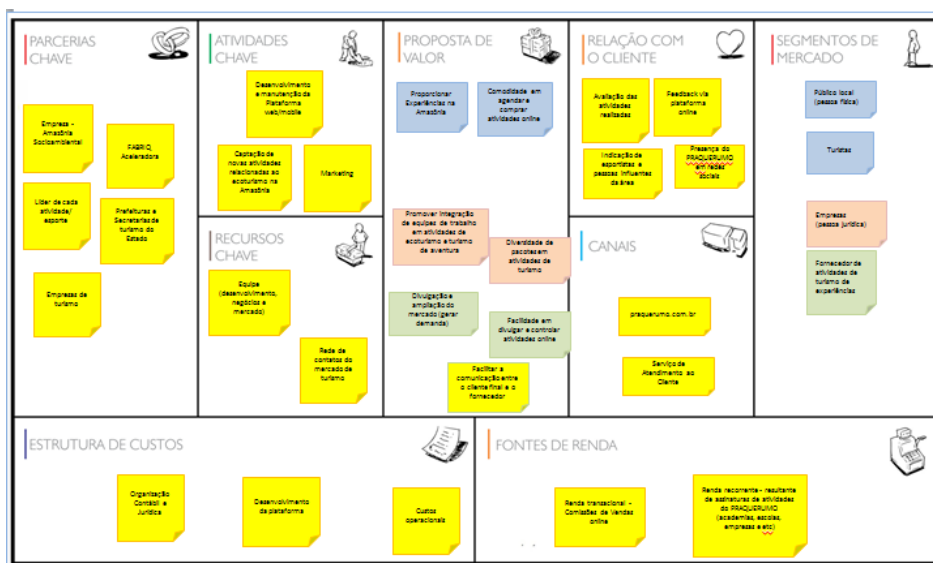 PARCERIAS
CHAVE
Empresa -
Amazônia
Socioambiental
FABRIQ
Aceleradora
Líder de cada
atividade/
esporte
Prefeituras e
Secretarias de
turismo do
Estado
Empresas de
turismo
ATIVIDADES
CHAVE
Desenvolvimento
e manutenção da
Plataforma
web/mobile
Captação de
novas atividades
relacionadas ao
ecoturismo na
Amazônia
Marketing
RECURSOS
CHAVE
Equipe
(desenvolvimento,
negócios e
mercado)
Rede de
contatos do
mercado de
turismo
PROPOSTA DE
VALOR
Proporcionar
Experiências na
Amazônia
Comodidade em
agendar e
comprar
atividades online
Promover integração
de equipes de trabalho
em atividades de
ecoturismo e turismo
de aventura
Diversidade de
pacotes em
atividades de
turismo
Divulgação e
ampliação do
mercado (gerar
demanda)
Facilidade em
divulgar e controlar
atividades online
Facilitar a
comunicação entre
o cliente final e o
fornecedor
RELAÇÃO COM
O CLIENTE
Avaliação das
atividades
realizadas
Feedback via
plataforma
online
Indicação de
esportistas e
pessoas influentes
da área
Presença do
PRAQUERUMO
em redes
sociais
CANAIS
praquerumo.com.br
Serviço de
Atendimento ao
Cliente
SEGMENTOS DE
MERCADO
Público local
(pessoa física)
Turistas
Empresas
(pessoa jurídica)
Fornecedor de
atividades de
turismo de
experiências
ESTRUTURA DE CUSTOS
Organização
Contábil e
Jurídica
Desenvolvimento
da plataforma
Custos
operacionais
FONTES DE RENDA
Renda transacional -
Comissões de Vendas
online
Renda recorrente - resultante
de assinaturas de atividades
do PRAQUERUMO
(academias, escolas,
empresas e etc)